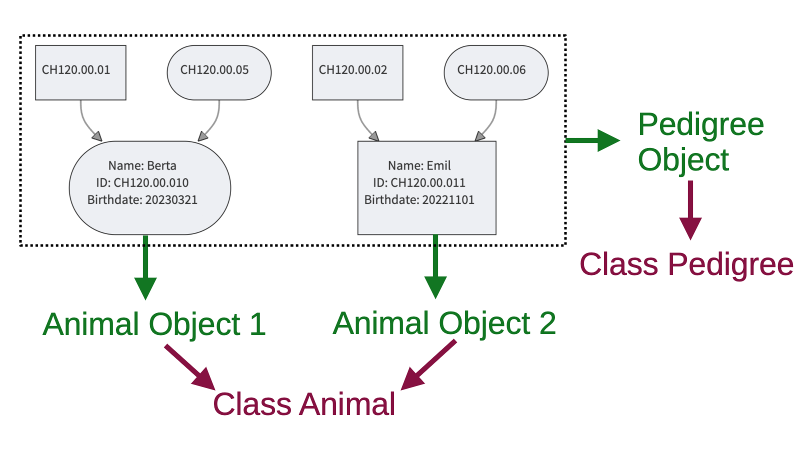 CH120.00.01
CH120.00.05
CH120.00.02
CH120.00.06
Name: Berta
ID: CH120.00.010
Birthdate: 20230321
Name: Emil
ID: CH120.00.011
Birthdate: 20221101
Pedigree
Object
Class Pedigree
Animal Object 1
Animal Object 2
Class Animal